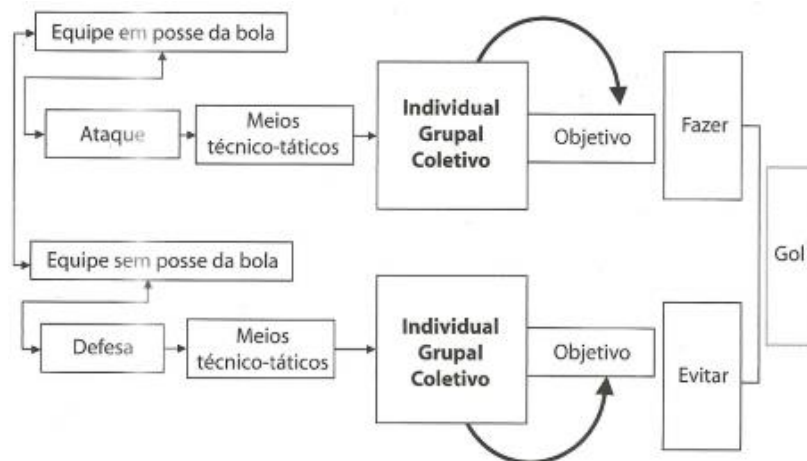 Equipe em posse da bola
Ataque
Meios
técnico-táticos
Individual
Grupal
Coletivo
Objetivo
Fazer
Gol
Equipe sem posse da bola
Defesa
Meios
técnico-táticos
Individual
Grupal
Coletivo
Objetivo
Evitar